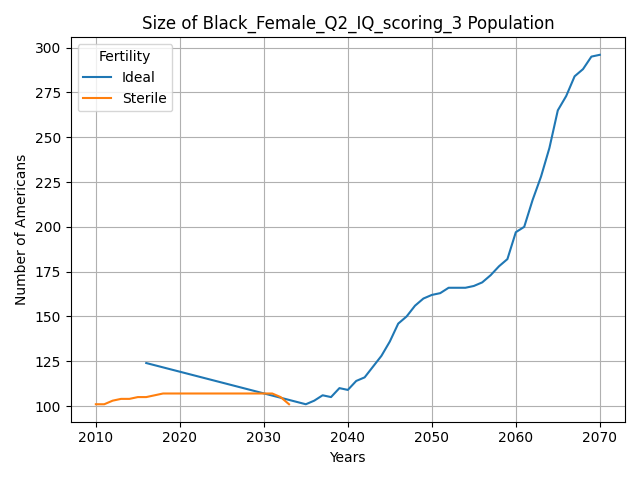 Size of Black_Female_Q2_IQ_scoring_3 Population
Fertility
Ideal
Sterile
Number of Americans
300
275
250
225
200
175
150
125
100
2010 2020 2030 2040 2050 2060 2070
Years